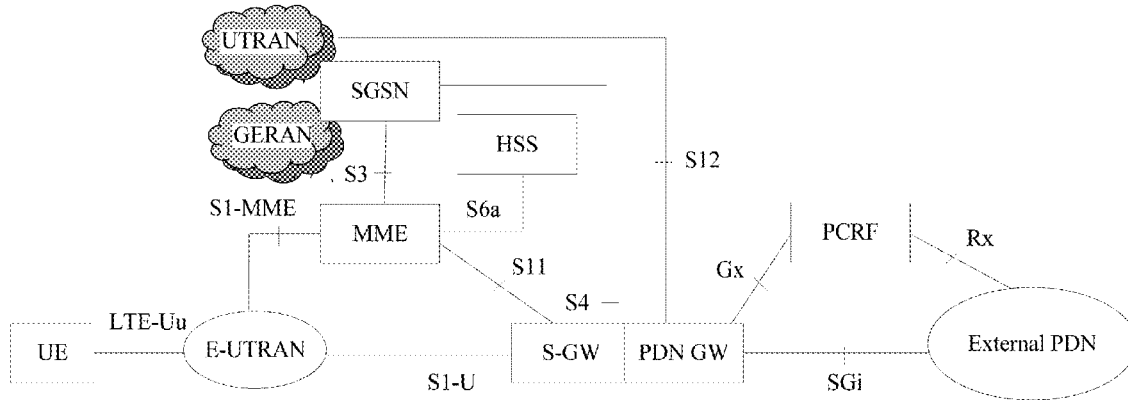 UTRAN
SGSN
GERAN
HSS
S3
S12
S1-MME
S6a
MME
PCRF
Rx
Gx
S11
S4
LTE-Uu
UE
E-UTRAN
S-GW
PDN GW
External PDN
S1-U
SGi